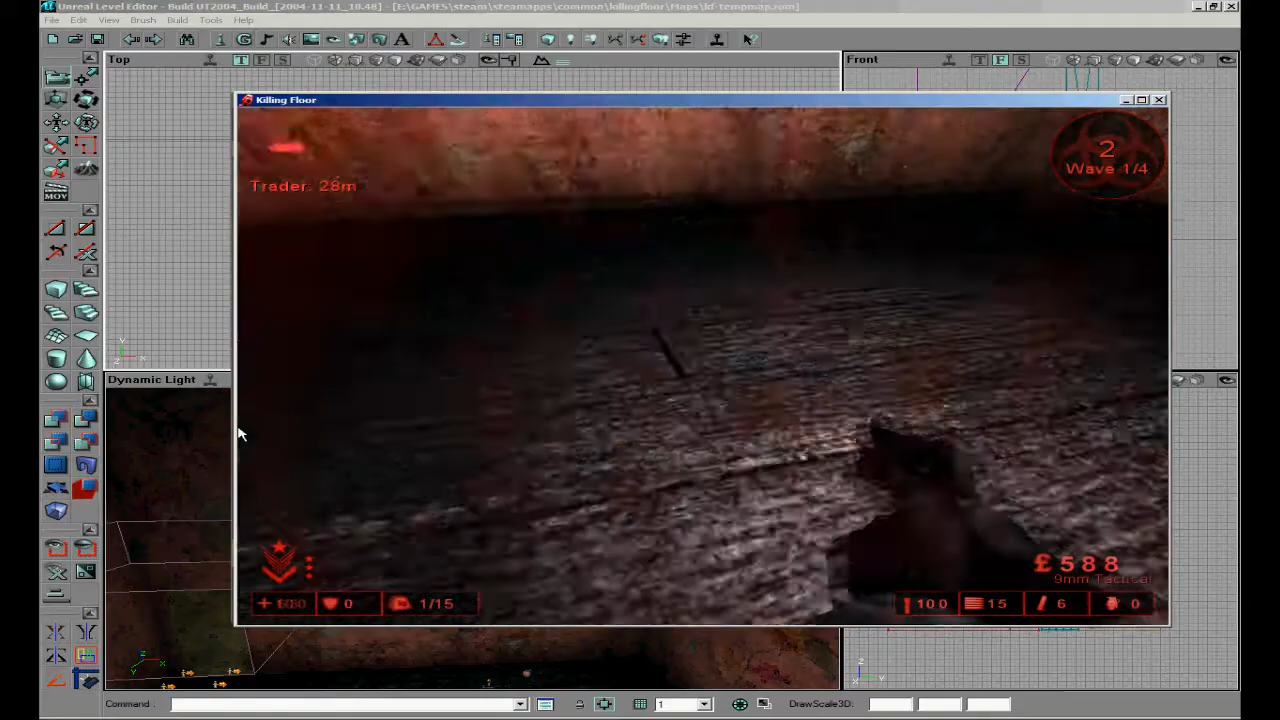 Unreal Level Editor - Build UT2004_Build_[2004-11-11_10.48] - [E:\GAMES\steam\steamapps\common\killingfloor\Maps\kf-tempmap.rom]
File Edit View Brush Build Tools Help
Top T F S
Front T F S
Killing Floor
Trader: 28m
2
Wave 1/4
Dynamic Light
MOV
£ 588
9mm Tactical
0 1/15
100 15 6 0
Command :
1
DrawScale3D: